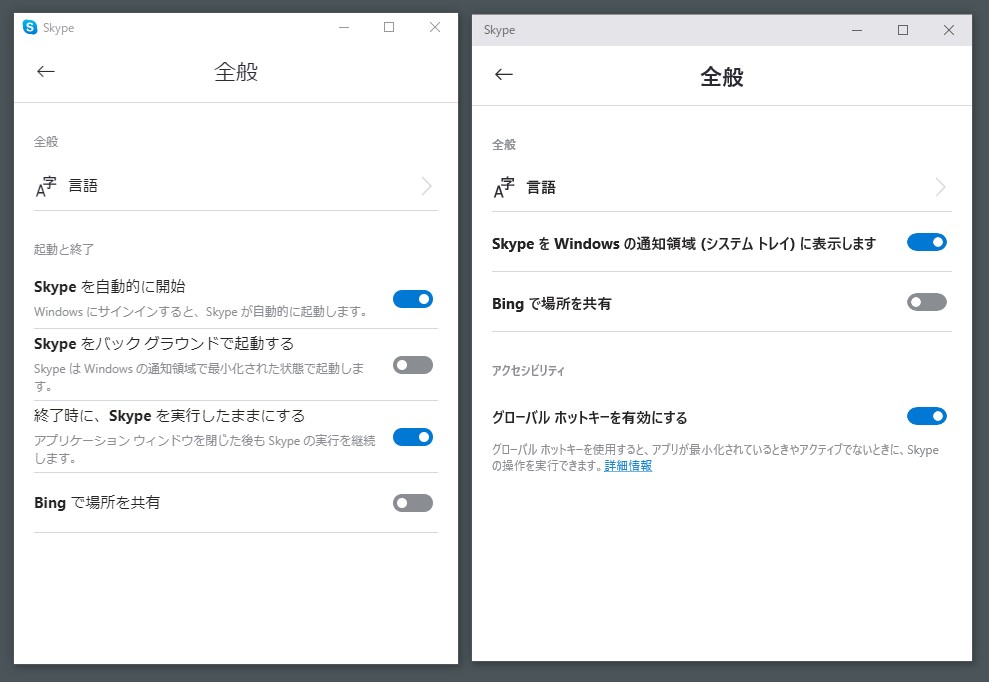 Skype
全般
全般
言語
起動と終了
Skype を自動的に開始
Windows にサインインすると、Skype が自動的に起動します。
Skype をバック グラウンドで起動する
Skype は Windows の通知領域で最小化された状態で起動しま
す。
終了時に、Skype を実行したままにする
アプリケーション ウィンドウを閉じた後も Skype の実行を継続
します。
Bing で場所を共有
Skype
全般
全般
言語
Skype を Windows の通知領域 (システム トレイ) に表示します
Bing で場所を共有
アクセシビリティ
グローバル ホットキーを有効にする
グローバル ホットキーを使用すると、アプリが最小化されているときやアクティブでないときに、Skype
の操作を実行できます。詳細情報